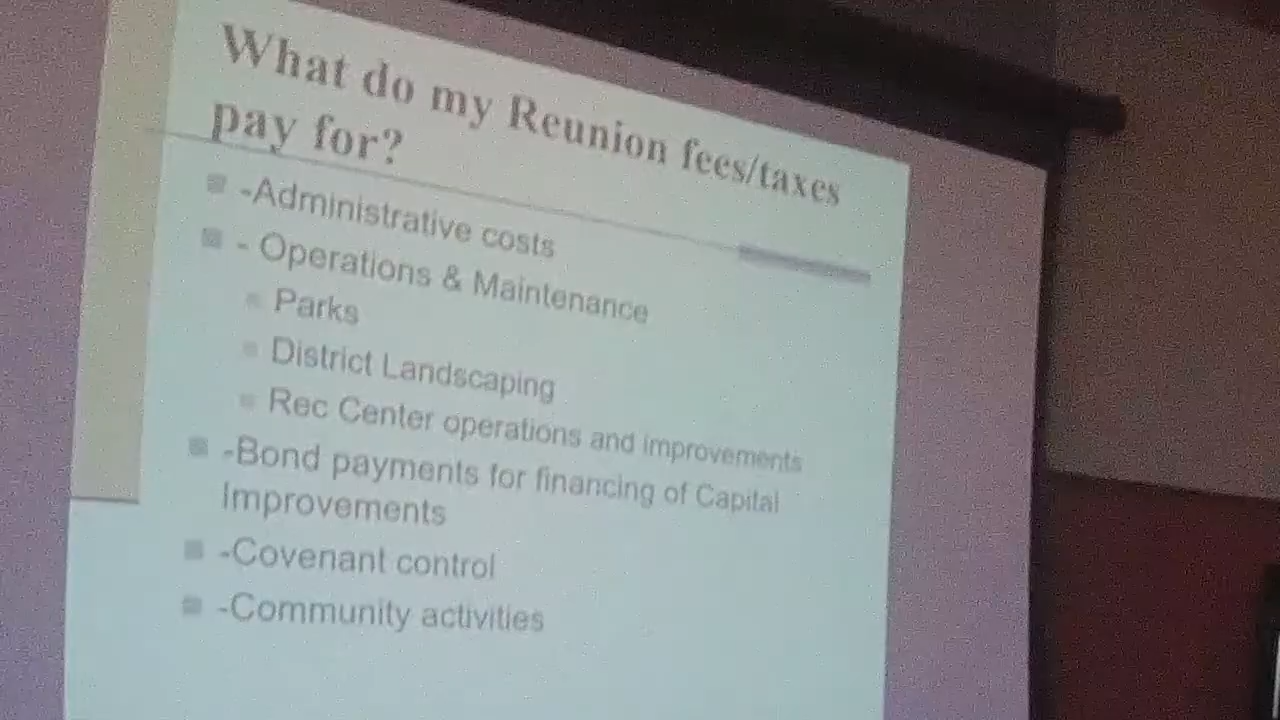 What do my Reunion fees/taxes
pay for?
-Administrative costs
- Operations & Maintenance
Parks
District Landscaping
Rec Center operations and improvements
-Bond payments for financing of Capital
Improvements
-Covenant control
-Community activities